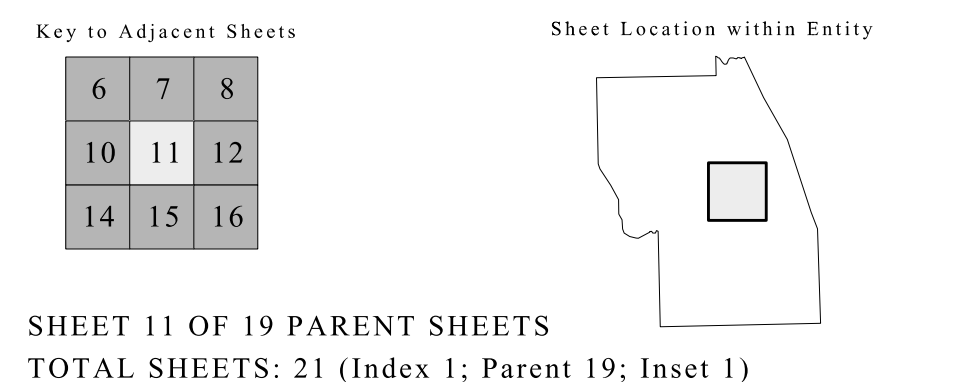 Key to Adjacent Sheets
Sheet Location within Entity
6 7 8
10 11 12
14 15 16
SHEET 11 OF 19 PARENT SHEETS
TOTAL SHEETS: 21 (Index 1; Parent 19; Inset 1)